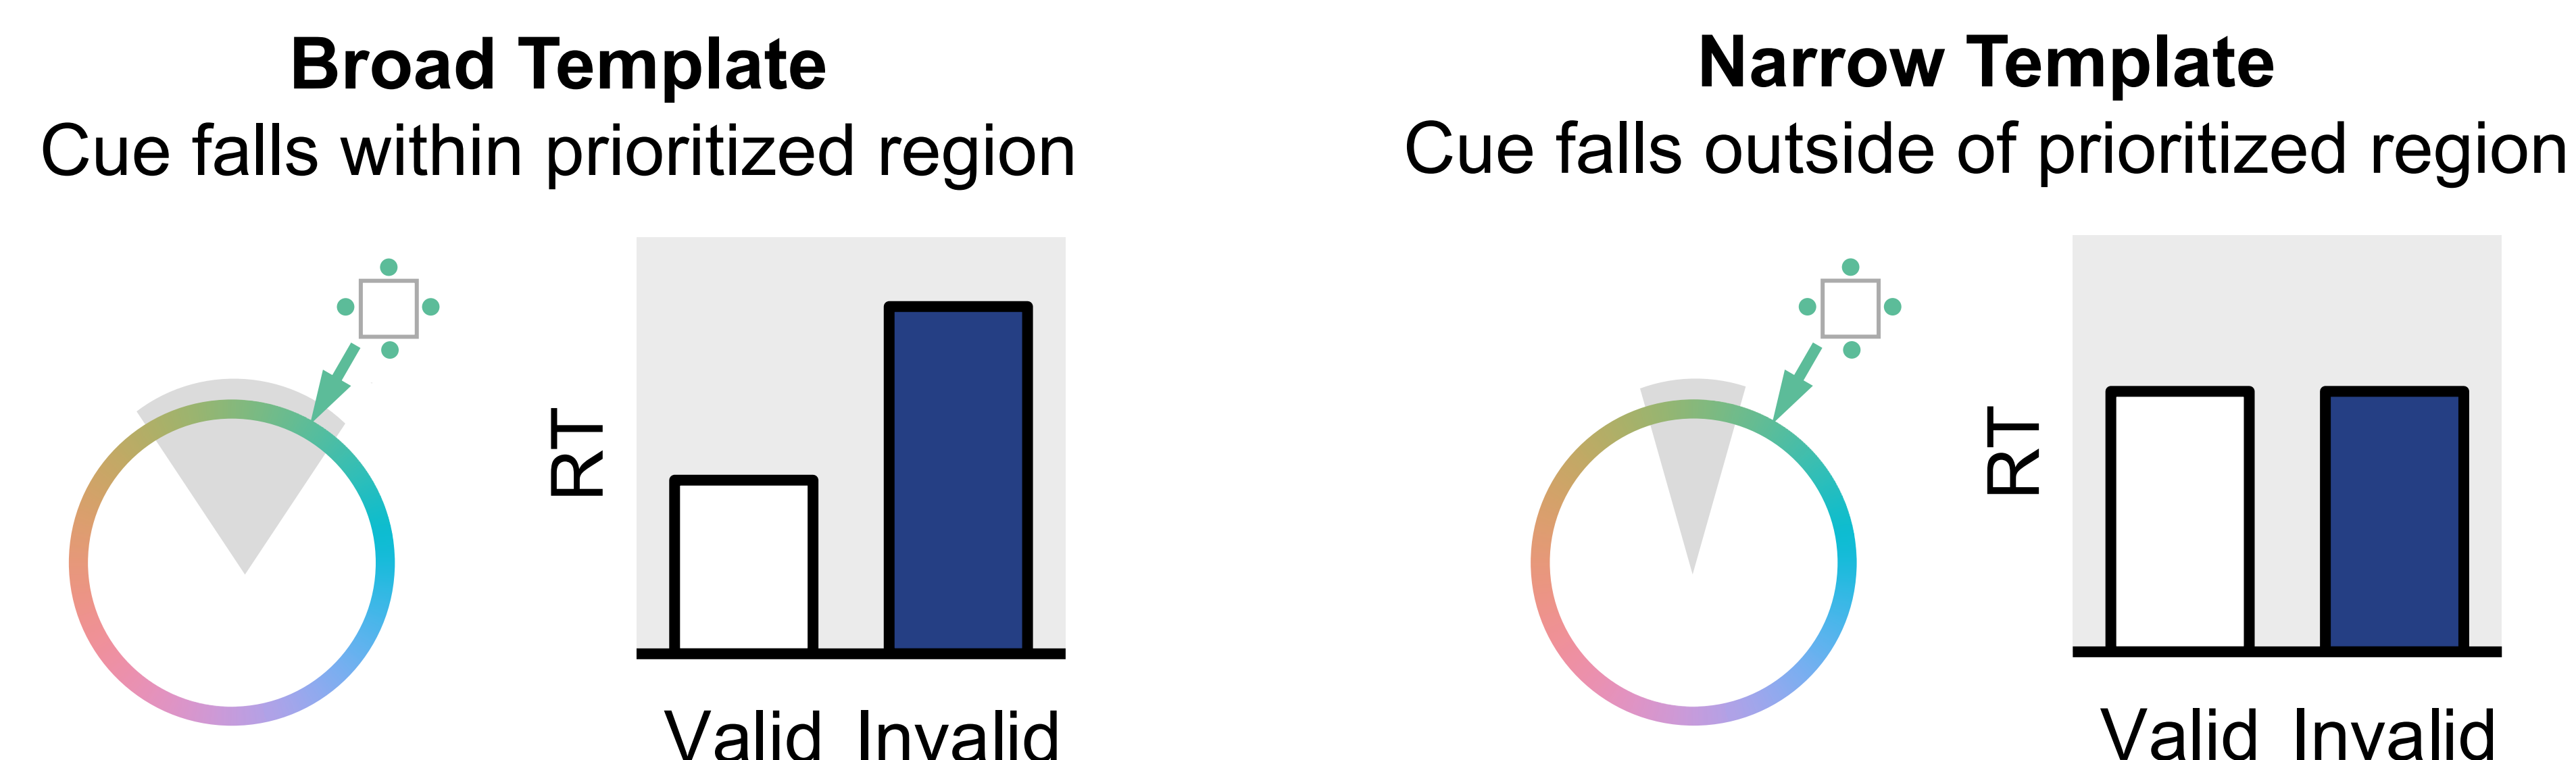 Broad Template
Cue falls within prioritized region
RT
Valid Invalid
Narrow Template
Cue falls outside of prioritized region
RT
Valid Invalid